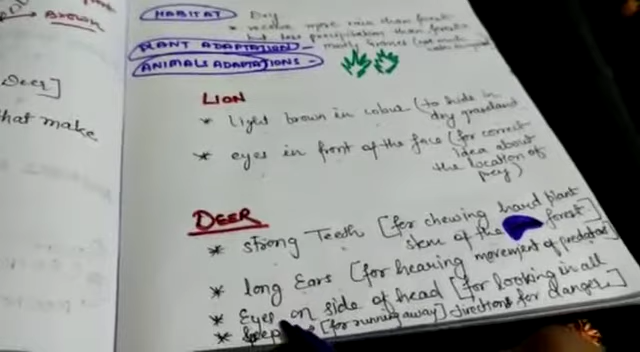 BROWN
Deer]
that make
HABITAT Dry
* receive more rain than
but less precipitation than forests
PLANT ADAPTATION - mostly Grasses (not much
ANIMALS ADAPTATIONS -
LION
* light brown in colour (to hide in
dry grassland
* eyes in front of the face (for correct
idea about
the location of
prey)
DEER
* strong Teeth [for chewing hard plant
stem of the forest]
* long Ears [for hearing movement of predator]
* Eyes on side of head [for looking in all
* [for running away] directions for danger]